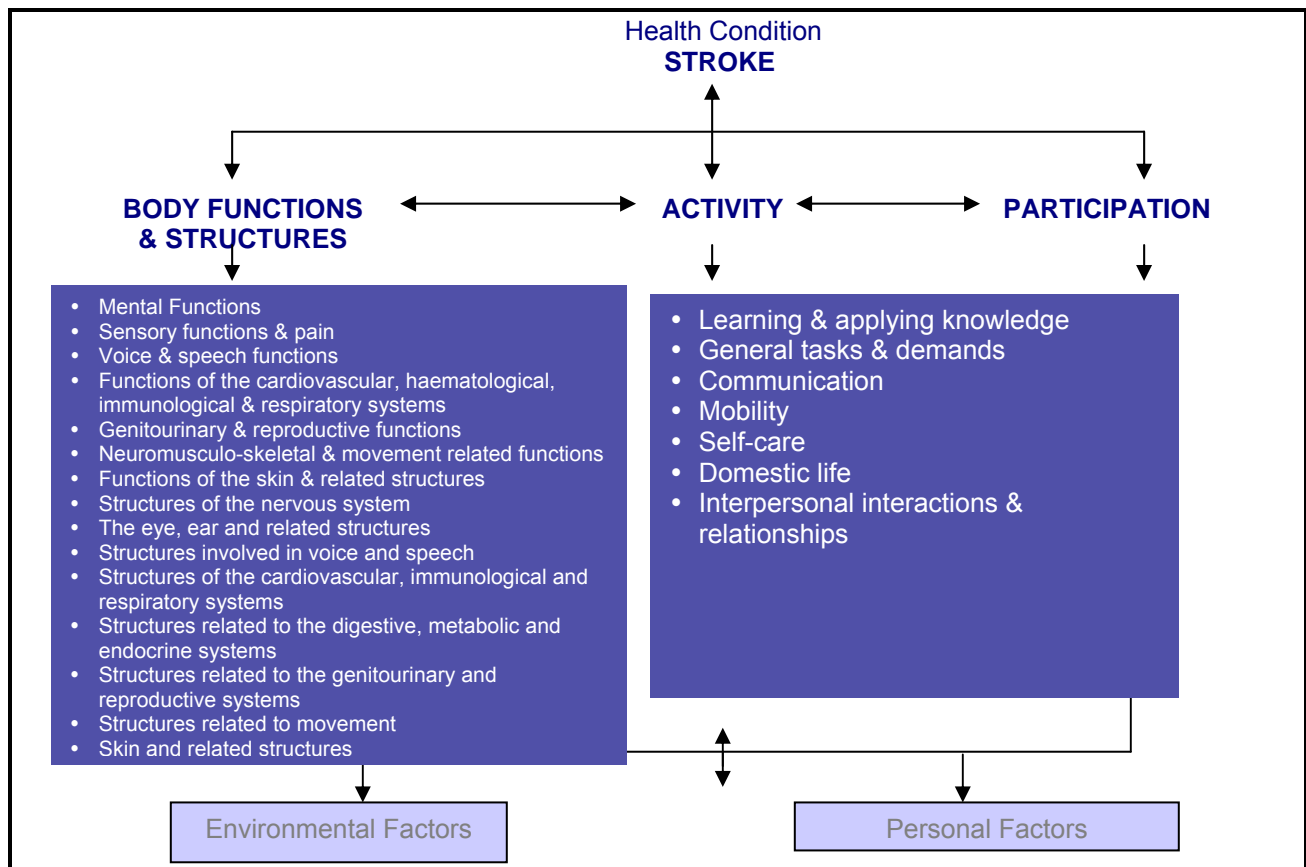 Health Condition
STROKE
BODY FUNCTIONS
& STRUCTURES
ACTIVITY
PARTICIPATION
• Mental Functions
• Sensory functions & pain
• Voice & speech functions
• Functions of the cardiovascular, haematological,
immunological & respiratory systems
• Genitourinary & reproductive functions
• Neuromusculo-skeletal & movement related functions
• Functions of the skin & related structures
• Structures of the nervous system
• The eye, ear and related structures
• Structures involved in voice and speech
• Structures of the cardiovascular, immunological and
respiratory systems
• Structures related to the digestive, metabolic and
endocrine systems
• Structures related to the genitourinary and
reproductive systems
• Structures related to movement
• Skin and related structures
• Learning & applying knowledge
• General tasks & demands
• Communication
• Mobility
• Self-care
• Domestic life
• Interpersonal interactions &
relationships
Environmental Factors
Personal Factors